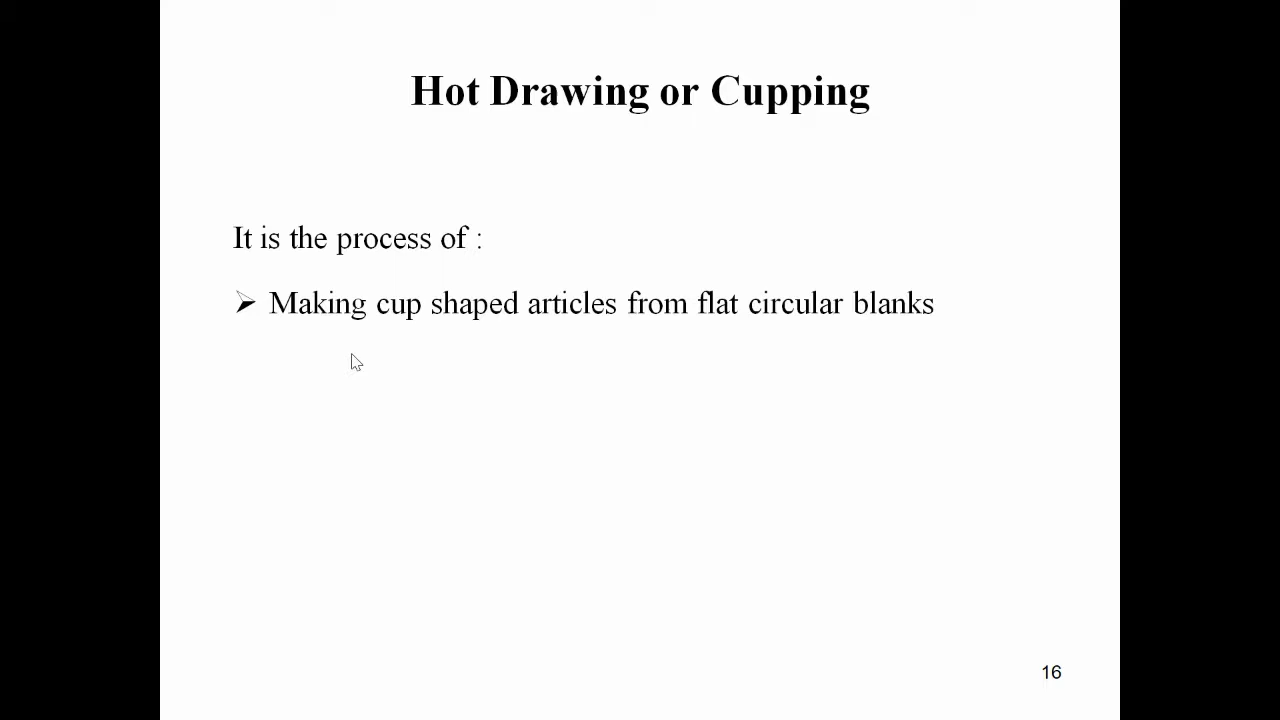 Hot Drawing or Cupping
It is the process of :
➢ Making cup shaped articles from flat circular blanks
16